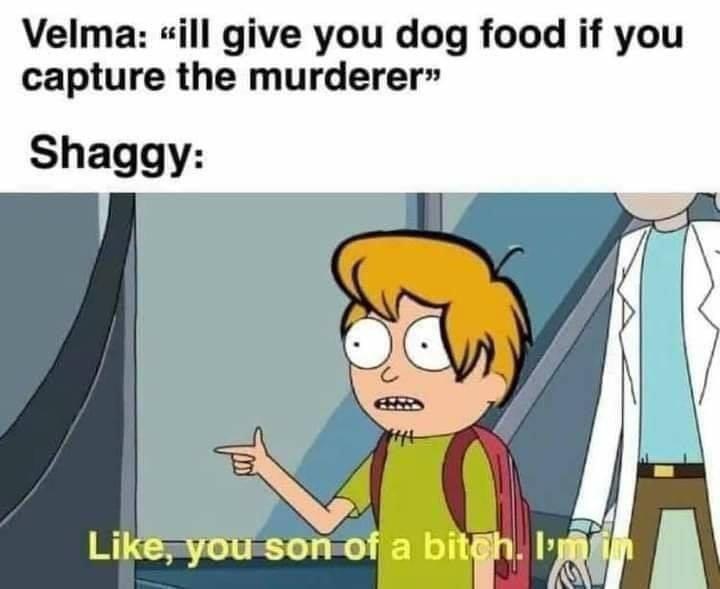 Velma: “ill give you dog food if you
capture the murderer”
Shaggy:
Like, you son of a bitch. I'm in